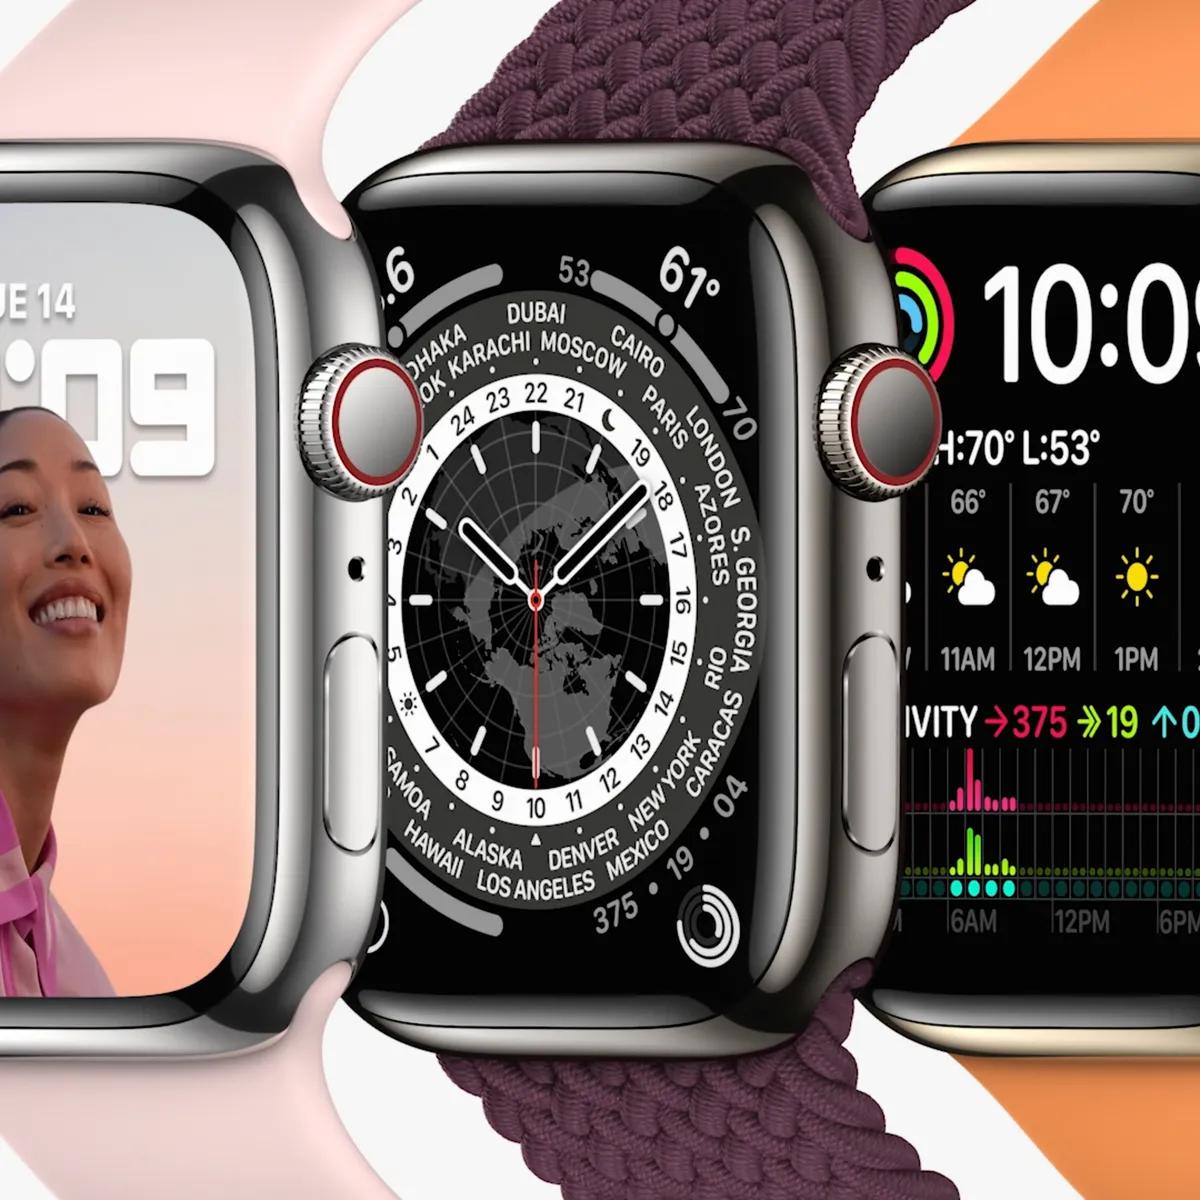 UE 14
:09
.6
53
61°
70
DHAKA
DUBAI
CAIRO
OK KARACHI MOSCOW
PARIS
LONDON
AZORES
S. GEORGIA
RIO
CARACAS
NEW YORK
MEXICO
DENVER
LOS ANGELES
ALASKA
HAWAII
SAMOA
24 23 22 21
19
18
17
16
15
14
13
12
11
10
9
8
7
5
4
3
2
1
375 • 19 • 04
10:09
H:70° L:53°
66° 67° 70°
11AM 12PM 1PM
IVITY →375 19 ↑0
M 6AM 12PM 6PM